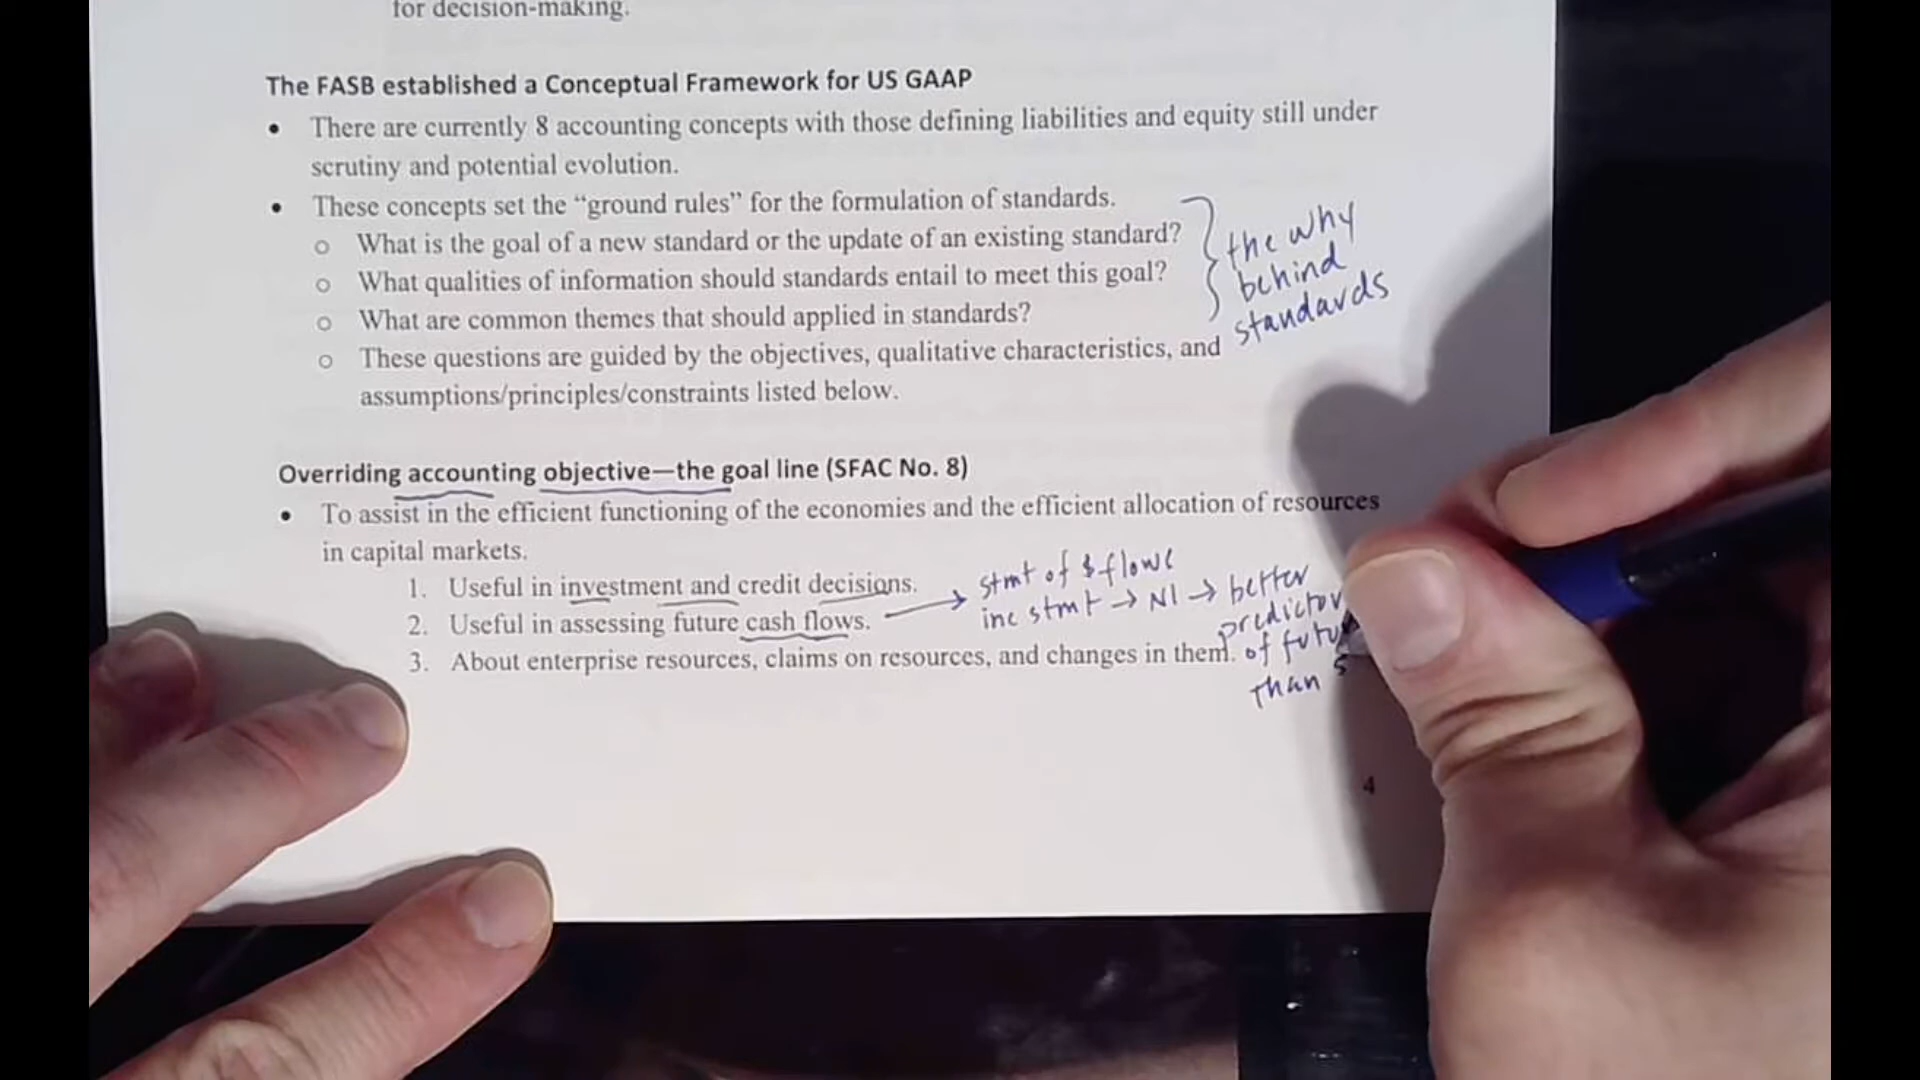 for decision-making.
The FASB established a Conceptual Framework for US GAAP
• There are currently 8 accounting concepts with those defining liabilities and equity still under
scrutiny and potential evolution.
• These concepts set the “ground rules” for the formulation of standards.
o What is the goal of a new standard or the update of an existing standard?
o What qualities of information should standards entail to meet this goal?
o What are common themes that should applied in standards?
o These questions are guided by the objectives, qualitative characteristics, and
assumptions/principles/constraints listed below.
the why
behind
standards
Overriding accounting objective—the goal line (SFAC No. 8)
• To assist in the efficient functioning of the economies and the efficient allocation of resources
in capital markets.
1. Useful in investment and credit decisions.
2. Useful in assessing future cash flows.
3. About enterprise resources, claims on resources, and changes in them.
stmt of $ flows
inc stmt → NI → better
predictor
of
than
4